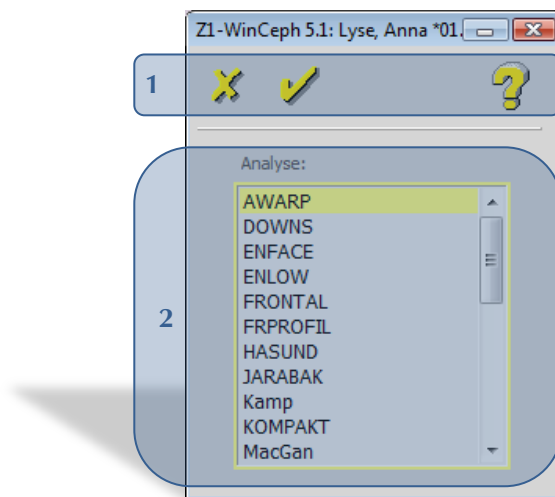 Z1-WinCeph 5.1: Lyse, Anna *01.
1
Analyse:
AWARP
DOWNS
ENFACE
ENLOW
FRONTAL
FRPROFIL
HASUND
JARABAK
Kamp
KOMPAKT
MacGan
2